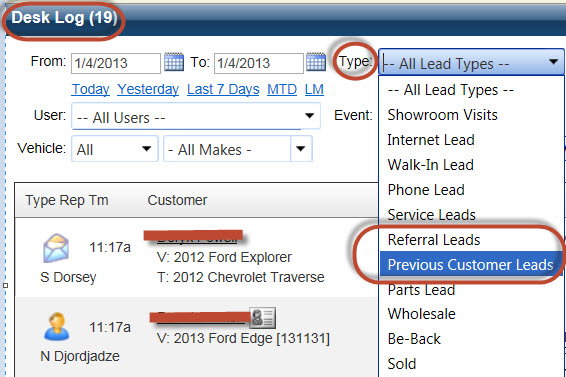 Desk Log (19)
From: 1/4/2013 To: 1/4/2013 Type: -- All Lead Types --
Today Yesterday Last 7 Days MTD LM
User: -- All Users -- Event:
Vehicle: All - All Makes -
-- All Lead Types --
Showroom Visits
Internet Lead
Walk-In Lead
Phone Lead
Service Leads
Referral Leads
Previous Customer Leads
Parts Lead
Wholesale
Be-Back
Sold
Type Rep Tm Customer
11:17a
V: 2012 Ford Explorer
S Dorsey T: 2012 Chevrolet Traverse
11:17a
V: 2013 Ford Edge [131131]
N Djordjadze